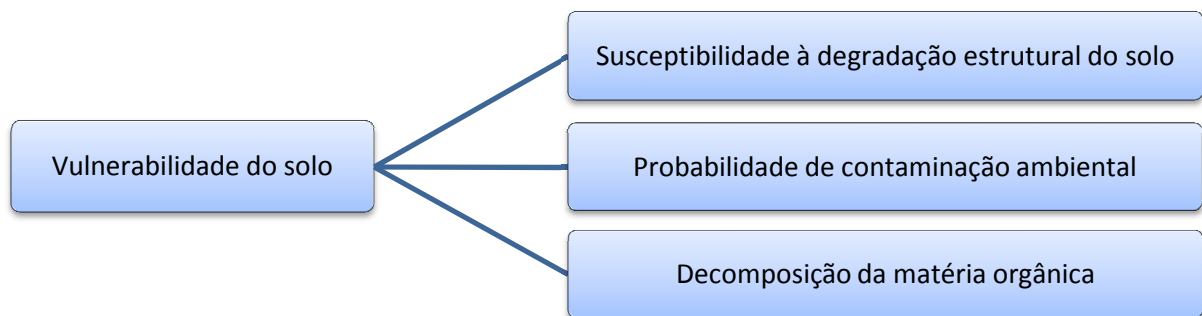 Vulnerabilidade do solo
Susceptibilidade à degradação estrutural do solo
Probabilidade de contaminação ambiental
Decomposição da matéria orgânica